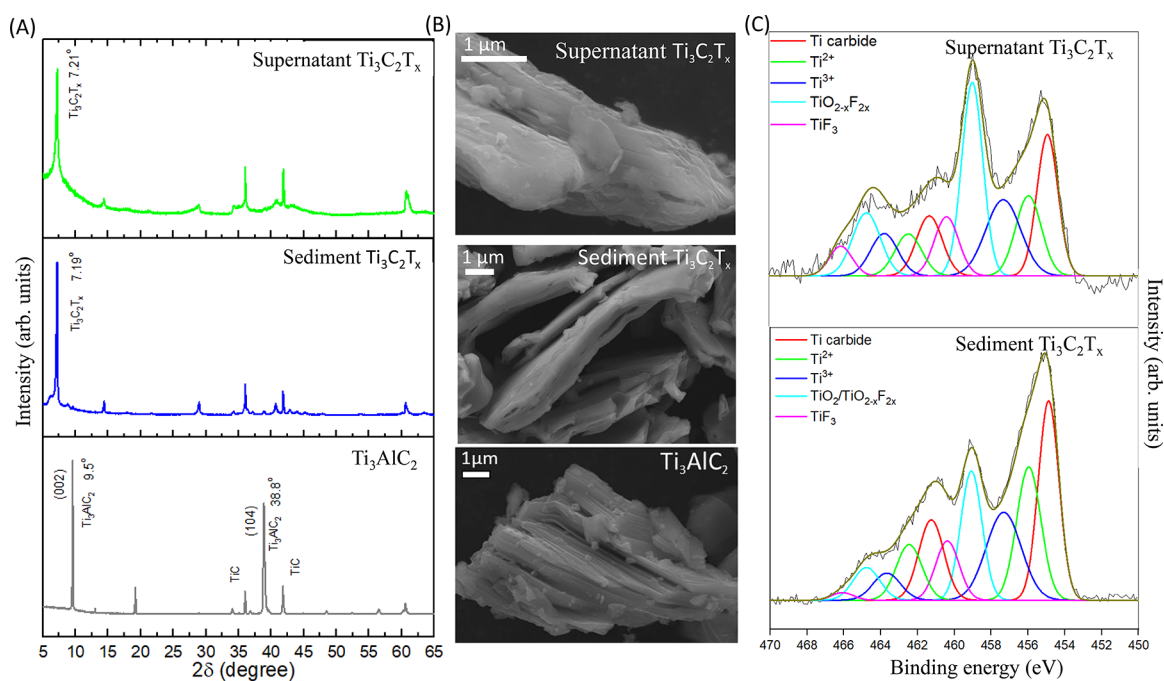 (A)
Supernatant Ti₃C₂Tₓ
Ti₃C₂Tₓ 7.21°
Sediment Ti₃C₂Tₓ
Ti₃C₂Tₓ 7.19°
Ti₃AlC₂
(002)
Ti₃AlC₂ 9.5°
TiC
(104)
Ti₃AlC₂ 38.8°
TiC
Intensity (arb. units)
5 10 15 20 25 30 35 40 45 50 55 60 65
2δ (degree)
(B)
1 µm
Supernatant Ti₃C₂Tₓ
1 µm
Sediment Ti₃C₂Tₓ
1µm
Ti₃AlC₂
(C)
Ti carbide
Supernatant Ti₃C₂Tₓ
Ti²⁺
Ti³⁺
TiO₂₋ₓF₂ₓ
TiF₃
Ti carbide
Sediment Ti₃C₂Tₓ
Ti²⁺
Ti³⁺
TiO₂/TiO₂₋ₓF₂ₓ
TiF₃
470 468 466 464 462 460 458 456 454 452 450
Binding energy (eV)
Intensity (arb. units)